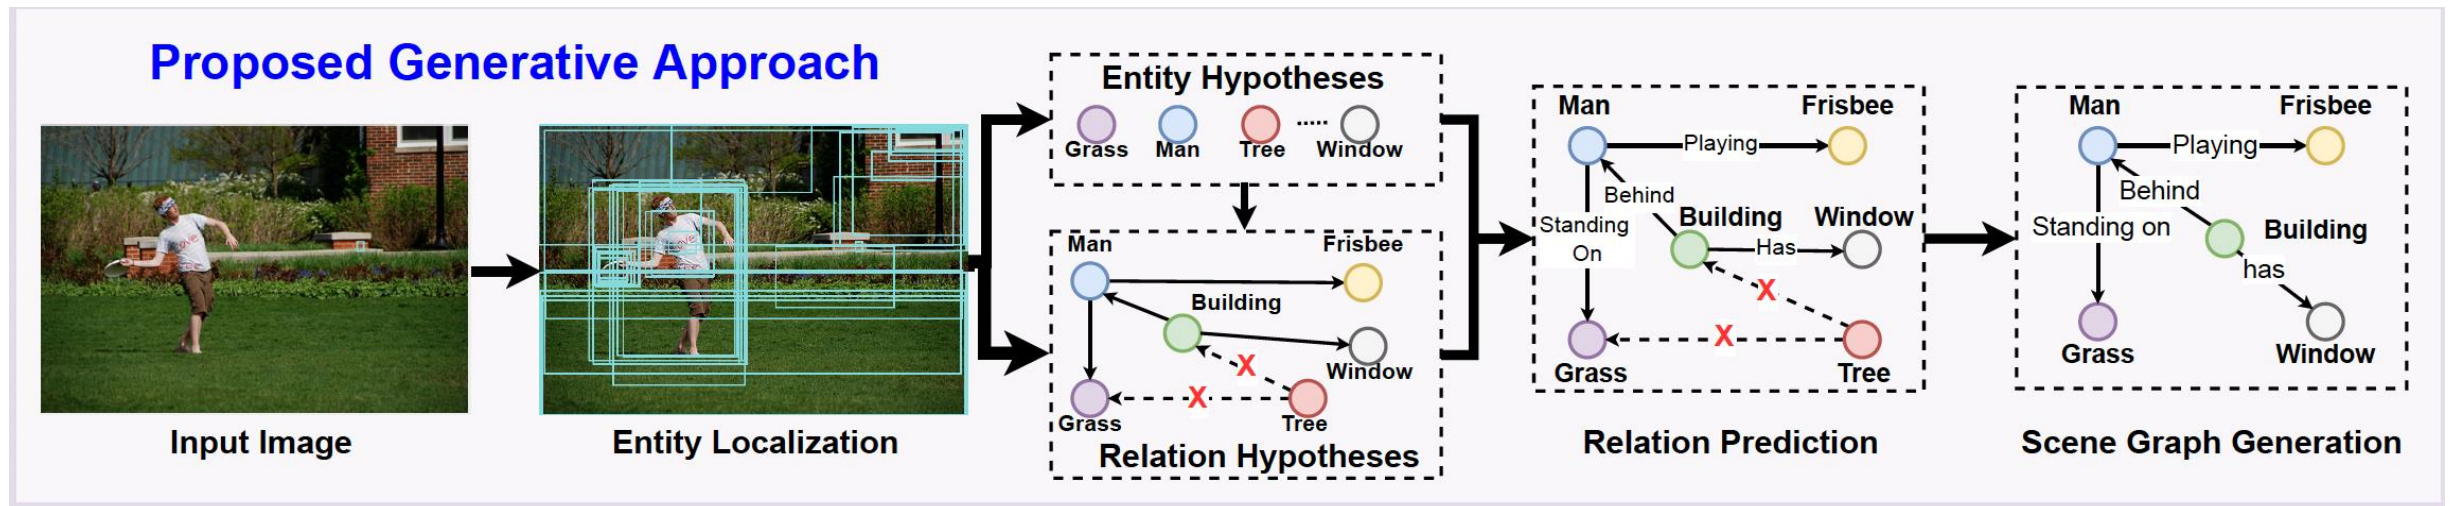 Proposed Generative Approach
Input Image
Entity Localization
Entity Hypotheses
Grass
Man
Tree
.....
Window
Man
Frisbee
Building
X
Window
X
Grass
Tree
Relation Hypotheses
Man
Frisbee
Playing
Behind
Building
Window
Standing
On
Has
X
X
Grass
Tree
Relation Prediction
Man
Frisbee
Playing
Behind
Standing on
Building
has
Grass
Window
Scene Graph Generation